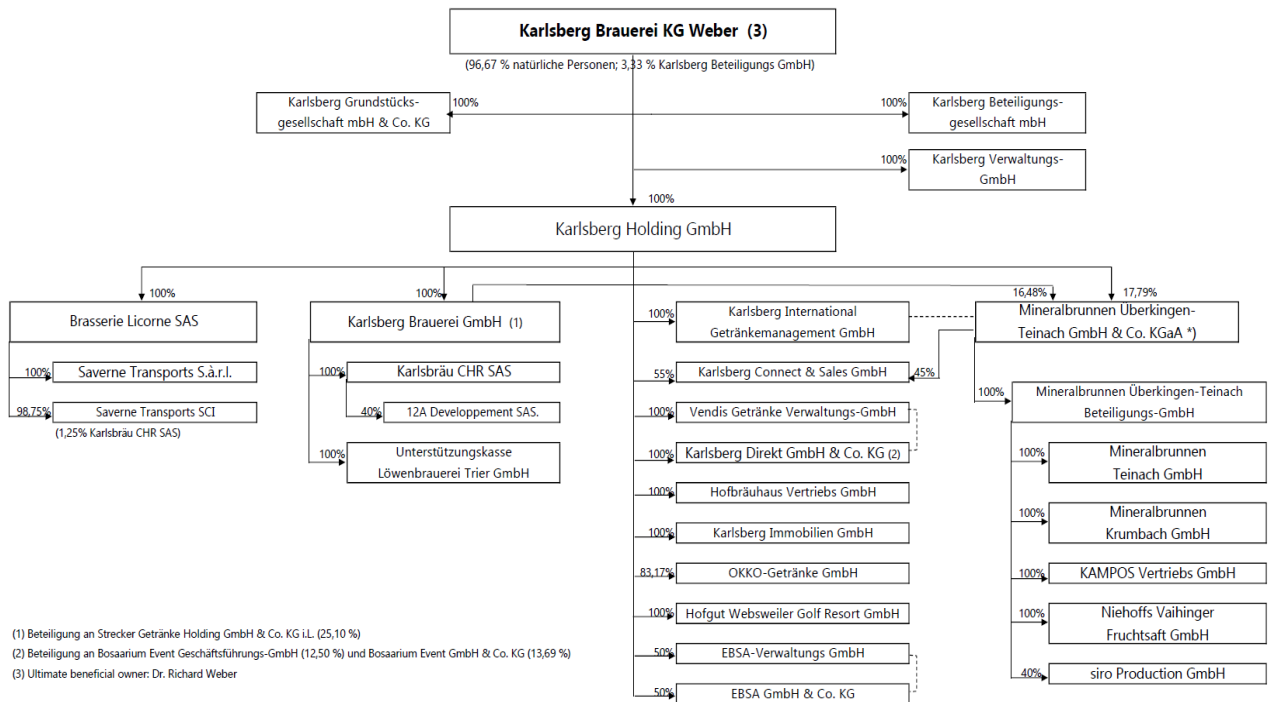 Karlsberg Brauerei KG Weber (3)
(96,67 % natürliche Personen; 3,33 % Karlsberg Beteiligungs GmbH)
Karlsberg Grundstücks-
gesellschaft mbH & Co. KG
100%
100%
Karlsberg Beteiligungs-
gesellschaft mbH
100%
Karlsberg Verwaltungs-
GmbH
100%
Karlsberg Holding GmbH
100%
Brasserie Licorne SAS
100%
Saverne Transports S.à.r.l.
98,75%
Saverne Transports SCI
(1,25% Karlsbräu CHR SAS)
100%
Karlsberg Brauerei GmbH (1)
100%
Karlsbräu CHR SAS
40%
12A Developpement SAS.
100%
Unterstützungskasse
Löwenbrauerei Trier GmbH
100%
Karlsberg International
Getränkemanagement GmbH
55%
Karlsberg Connect & Sales GmbH
45%
100%
Vendis Getränke Verwaltungs-GmbH
100%
Karlsberg Direkt GmbH & Co. KG (2)
100%
Hofbräuhaus Vertriebs GmbH
100%
Karlsberg Immobilien GmbH
83,17%
OKKO-Getränke GmbH
100%
Hofgut Websweiler Golf Resort GmbH
50%
EBSA-Verwaltungs GmbH
50%
EBSA GmbH & Co. KG
16,48%
17,79%
Mineralbrunnen Überkingen-
Teinach GmbH & Co. KGaA *)
100%
Mineralbrunnen Überkingen-Teinach
Beteiligungs-GmbH
100%
Mineralbrunnen
Teinach GmbH
100%
Mineralbrunnen
Krumbach GmbH
100%
KAMPOS Vertriebs GmbH
100%
Niehoffs Vaihinger
Fruchtsaft GmbH
40%
siro Production GmbH
(1) Beteiligung an Strecker Getränke Holding GmbH & Co. KG i.L. (25,10 %)
(2) Beteiligung an Bosaarium Event Geschäftsführungs-GmbH (12,50 %) und Bosaarium Event GmbH & Co. KG (13,69 %)
(3) Ultimate beneficial owner: Dr. Richard Weber